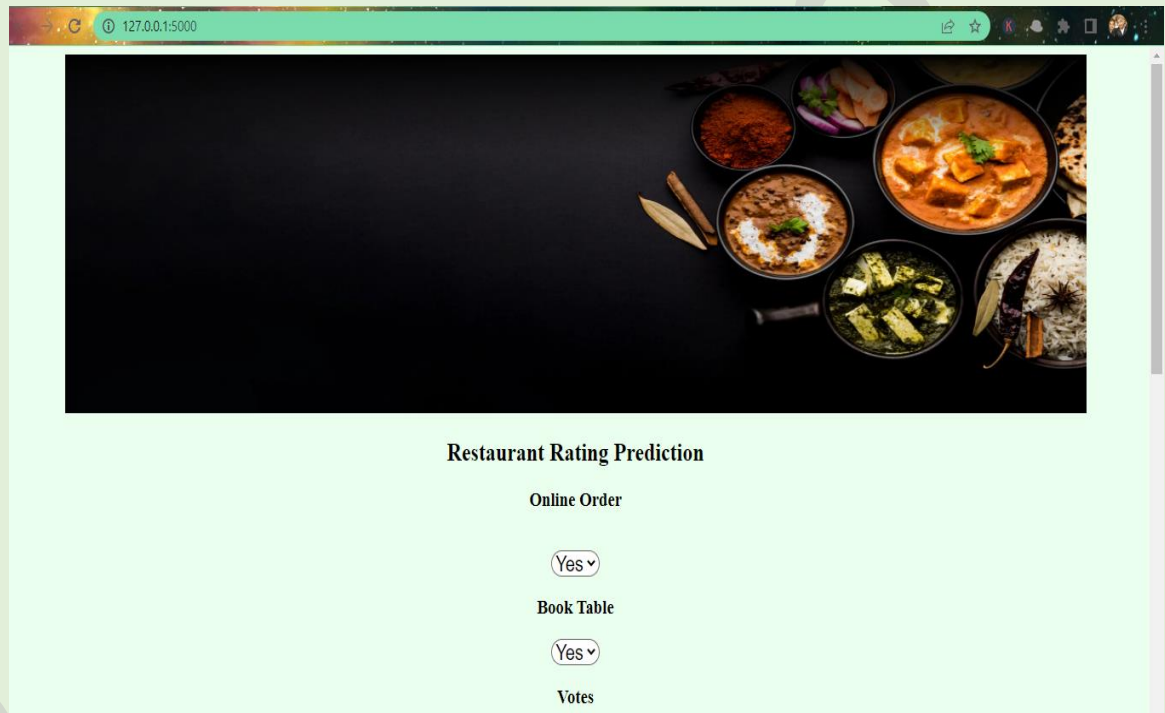 127.0.0.1:5000
K
Restaurant Rating Prediction
Online Order
Yes
Book Table
Yes
Votes